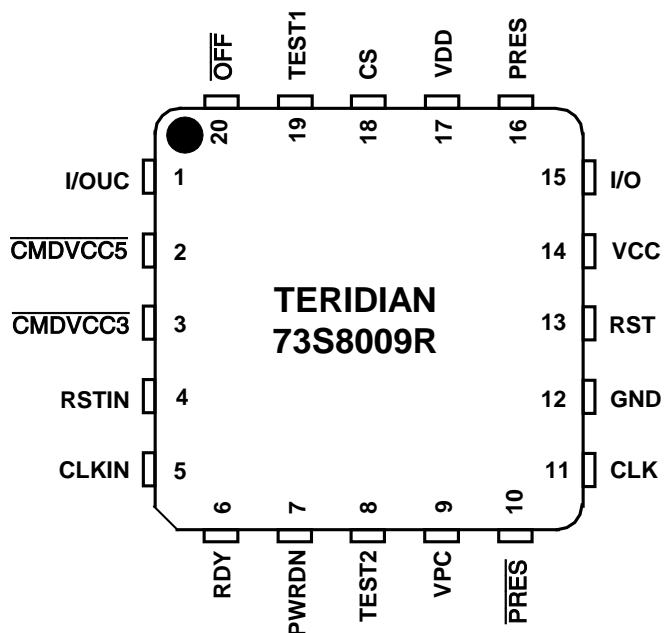 OFF
TEST1
CS
VDD
PRES
20
19
18
17
16
I/OUC
1
15
I/O
CMDVCC5
2
14
VCC
TERIDIAN
73S8009R
CMDVCC3
3
13
RST
RSTIN
4
12
GND
CLKIN
5
11
CLK
6
7
8
9
10
RDY
PWRDN
TEST2
VPC
PRES